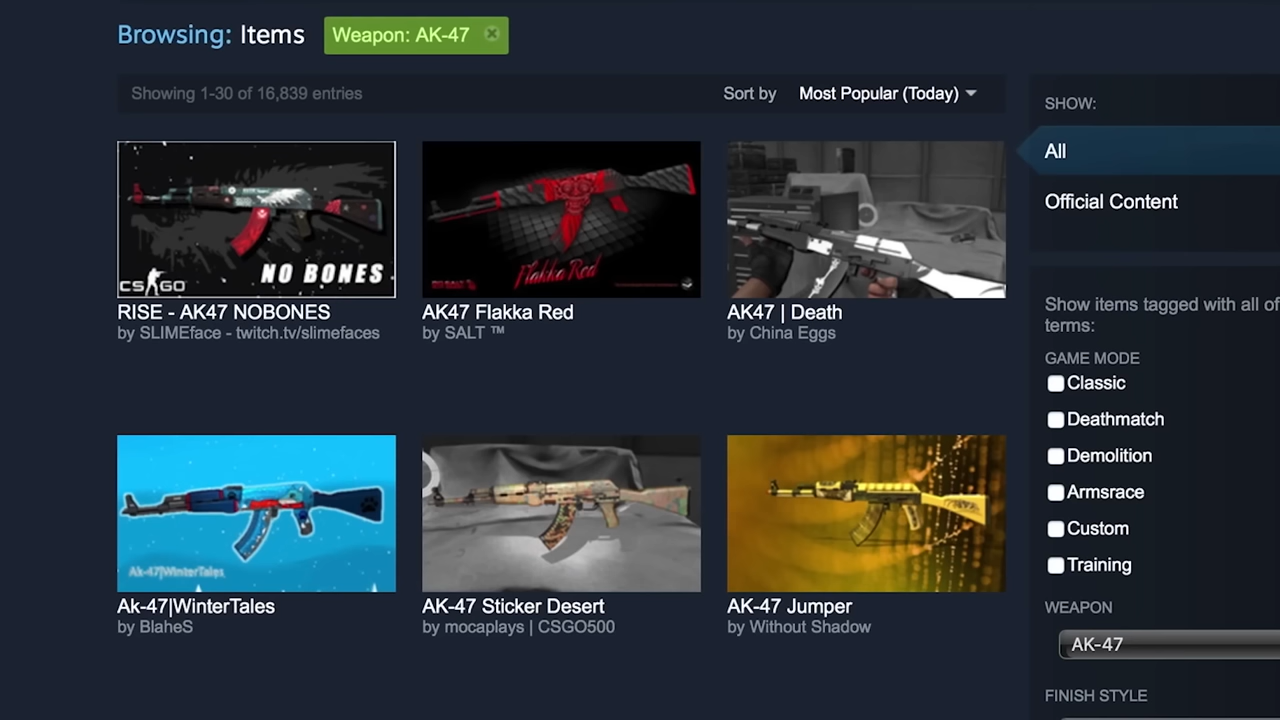 Browsing: Items
Weapon: AK-47
Showing 1-30 of 16,839 entries
Sort by Most Popular (Today)
NO BONES
CS GO
RISE - AK47 NOBONES
by SLIMEface - twitch.tv/slimefaces
Flakka Red
AK47 Flakka Red
by SALT ™
AK47 | Death
by China Eggs
Ak-47|WinterTales
Ak-47|WinterTales
by BlaheS
AK-47 Sticker Desert
by mocaplays | CSGO500
AK-47 Jumper
by Without Shadow
SHOW:
All
Official Content
Show items tagged with all of
terms:
GAME MODE
Classic
Deathmatch
Demolition
Armsrace
Custom
Training
WEAPON
AK-47
FINISH STYLE